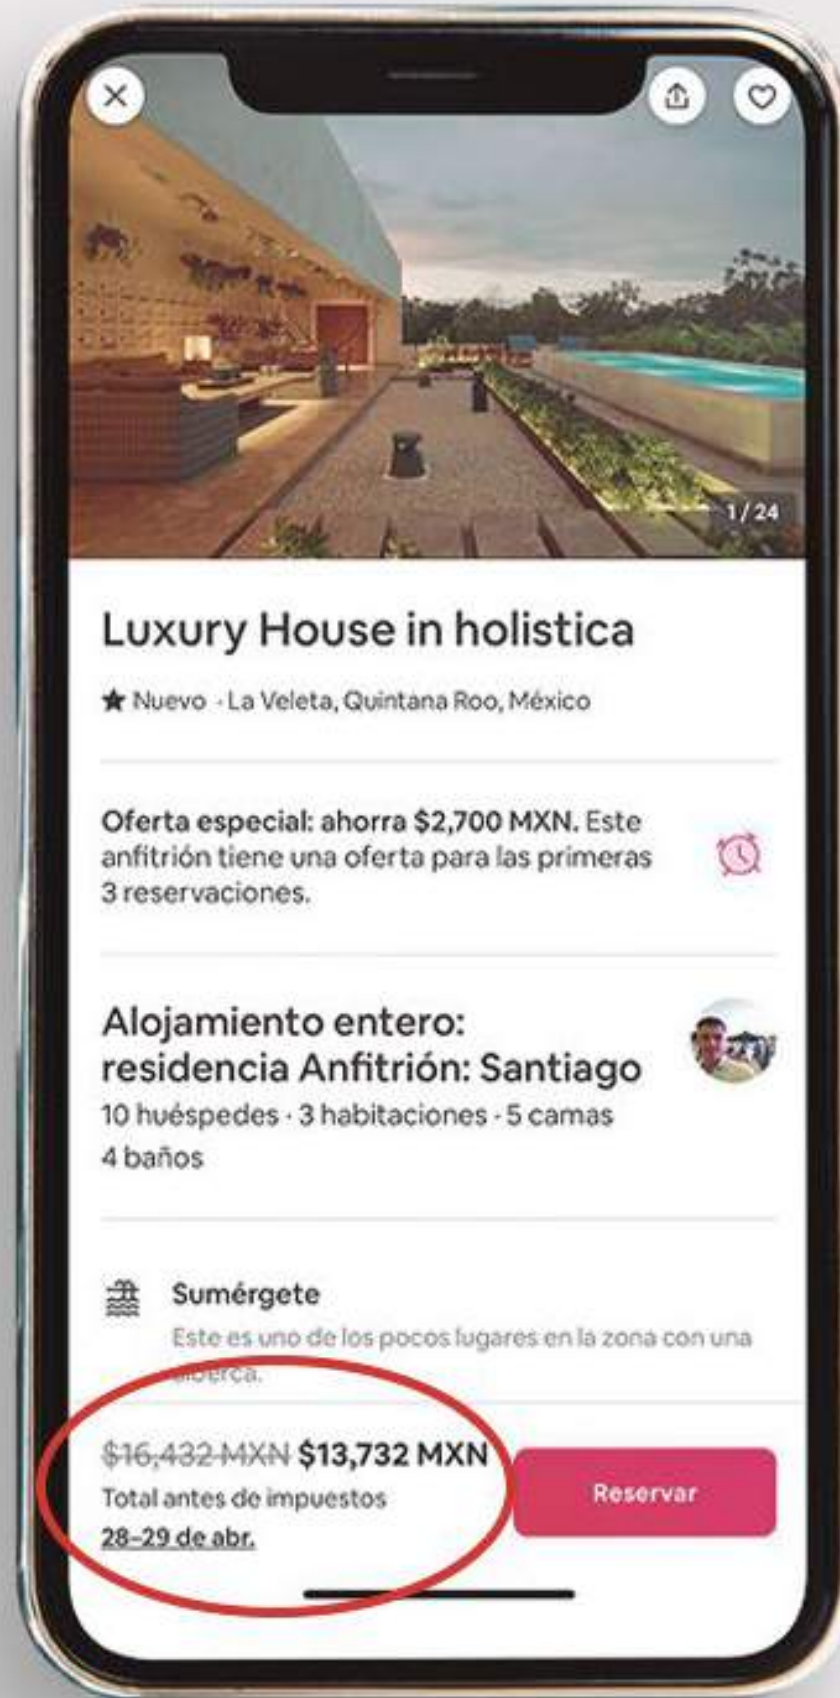 1 / 24
Luxury House in holistica
★ Nuevo · La Veleta, Quintana Roo, México
Oferta especial: ahorra $2,700 MXN. Este
anfitrión tiene una oferta para las primeras
3 reservaciones.
Alojamiento entero:
residencia Anfitrión: Santiago
10 huéspedes · 3 habitaciones · 5 camas
4 baños
Sumérgete
Este es uno de los pocos lugares en la zona con una
alberca.
$16,432 MXN $13,732 MXN
Total antes de impuestos
28–29 de abr.
Reservar